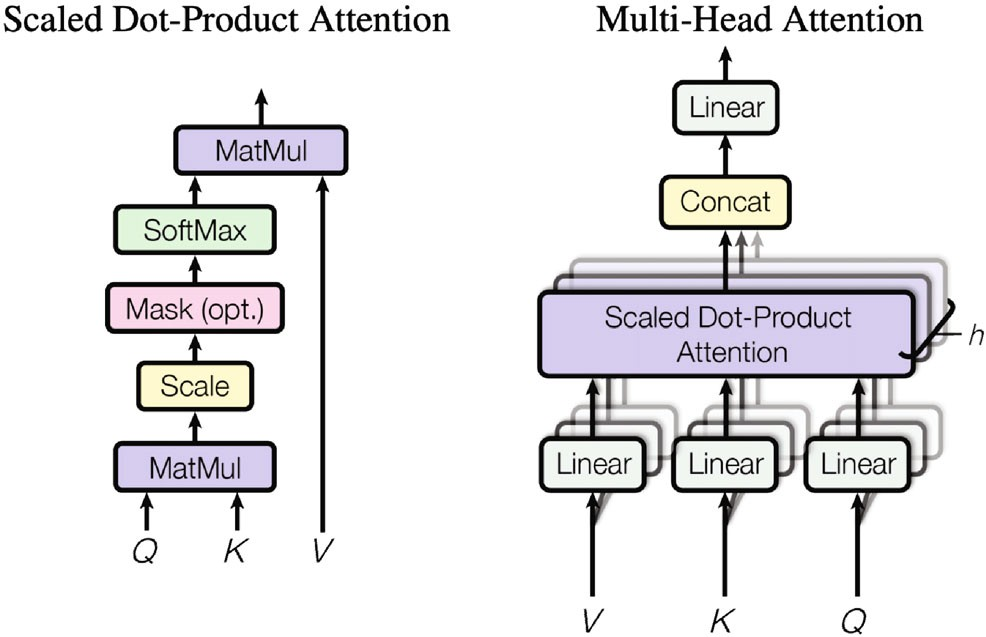 Scaled Dot-Product Attention
MatMul
SoftMax
Mask (opt.)
Scale
MatMul
Q K V
Multi-Head Attention
Linear
Concat
Scaled Dot-Product
Attention
h
Linear Linear Linear
V K Q